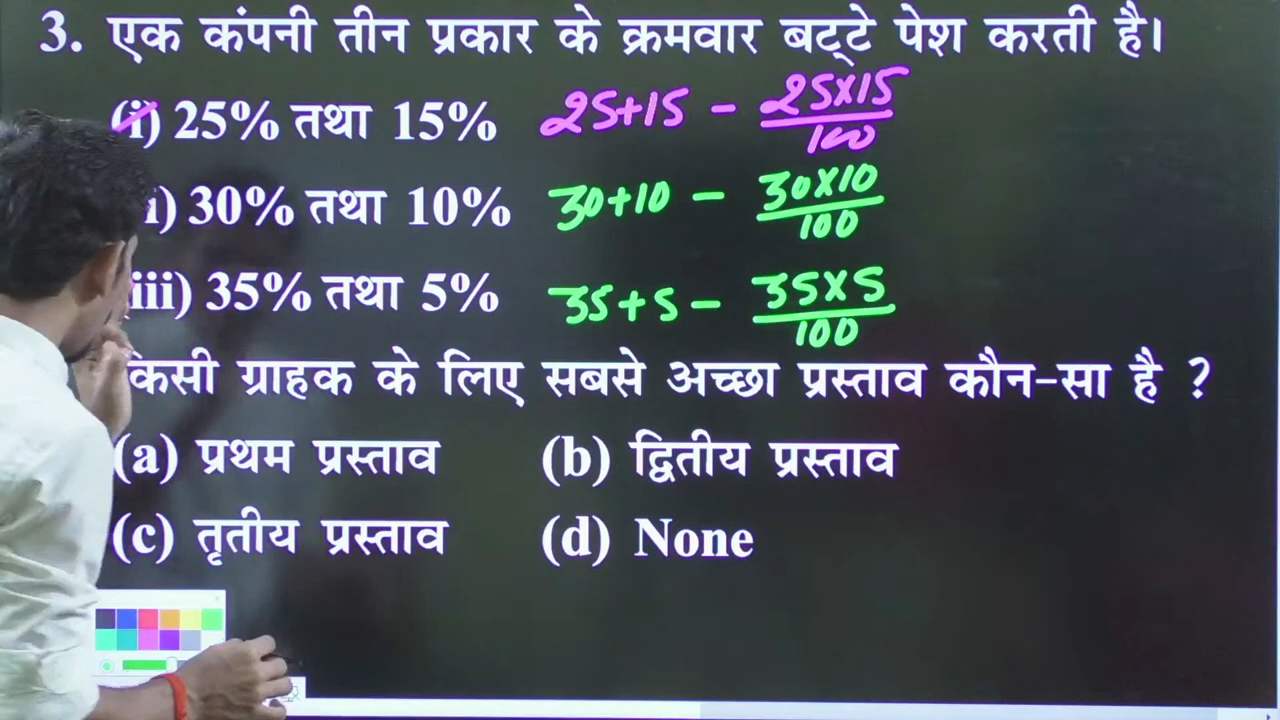 3. एक कंपनी तीन प्रकार के क्रमवार बट्टे पेश करती है।
(i) 25% तथा 15% 25+15 - 25×15/100
i) 30% तथा 10% 30+10 - 30×10/100
iii) 35% तथा 5% 35+5 - 35×5/100
किसी ग्राहक के लिए सबसे अच्छा प्रस्ताव कौन-सा है ?
(a) प्रथम प्रस्ताव (b) द्वितीय प्रस्ताव
(c) तृतीय प्रस्ताव (d) None